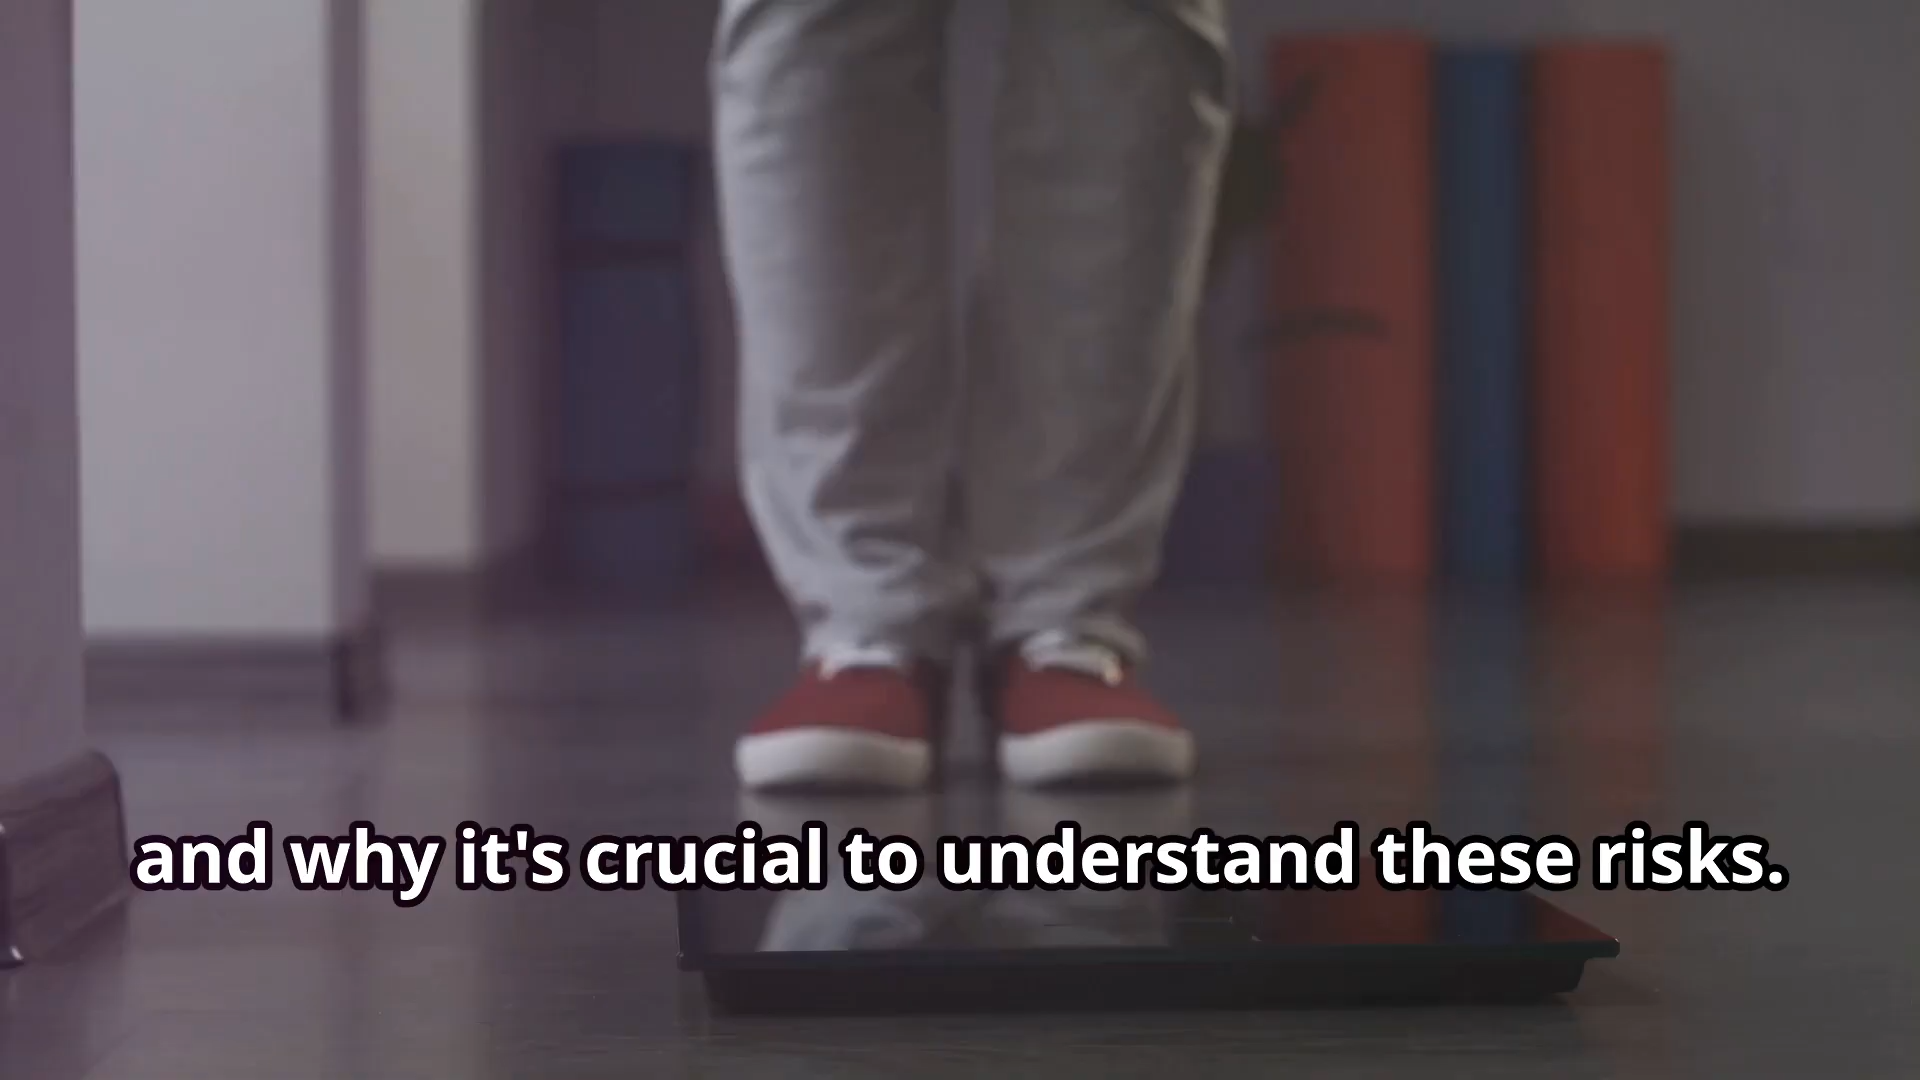 and why it's crucial to understand these risks.